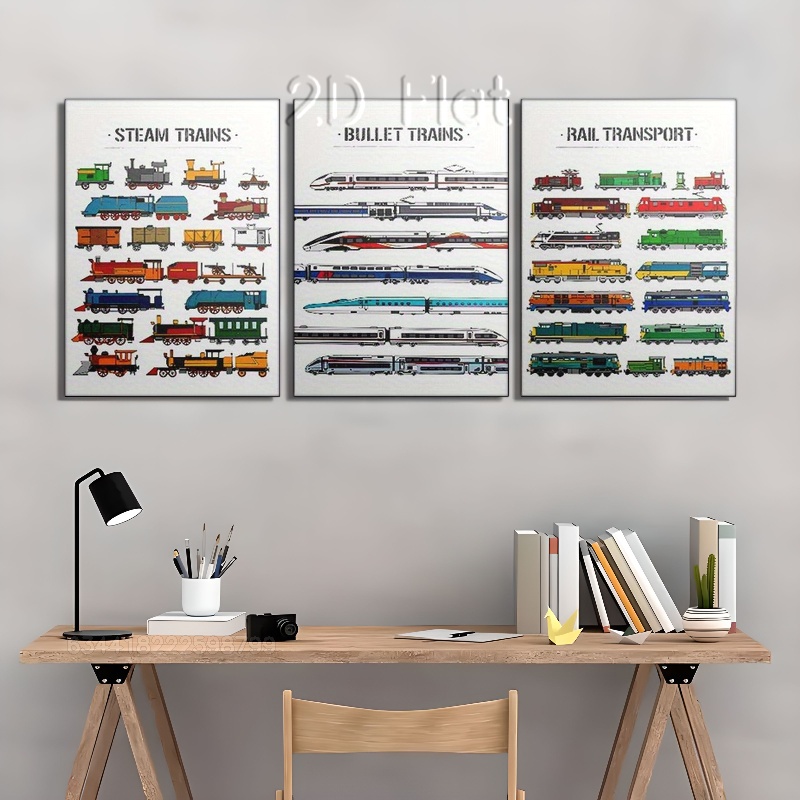 2D Flat
· STEAM TRAINS ·
· BULLET TRAINS ·
· RAIL TRANSPORT ·